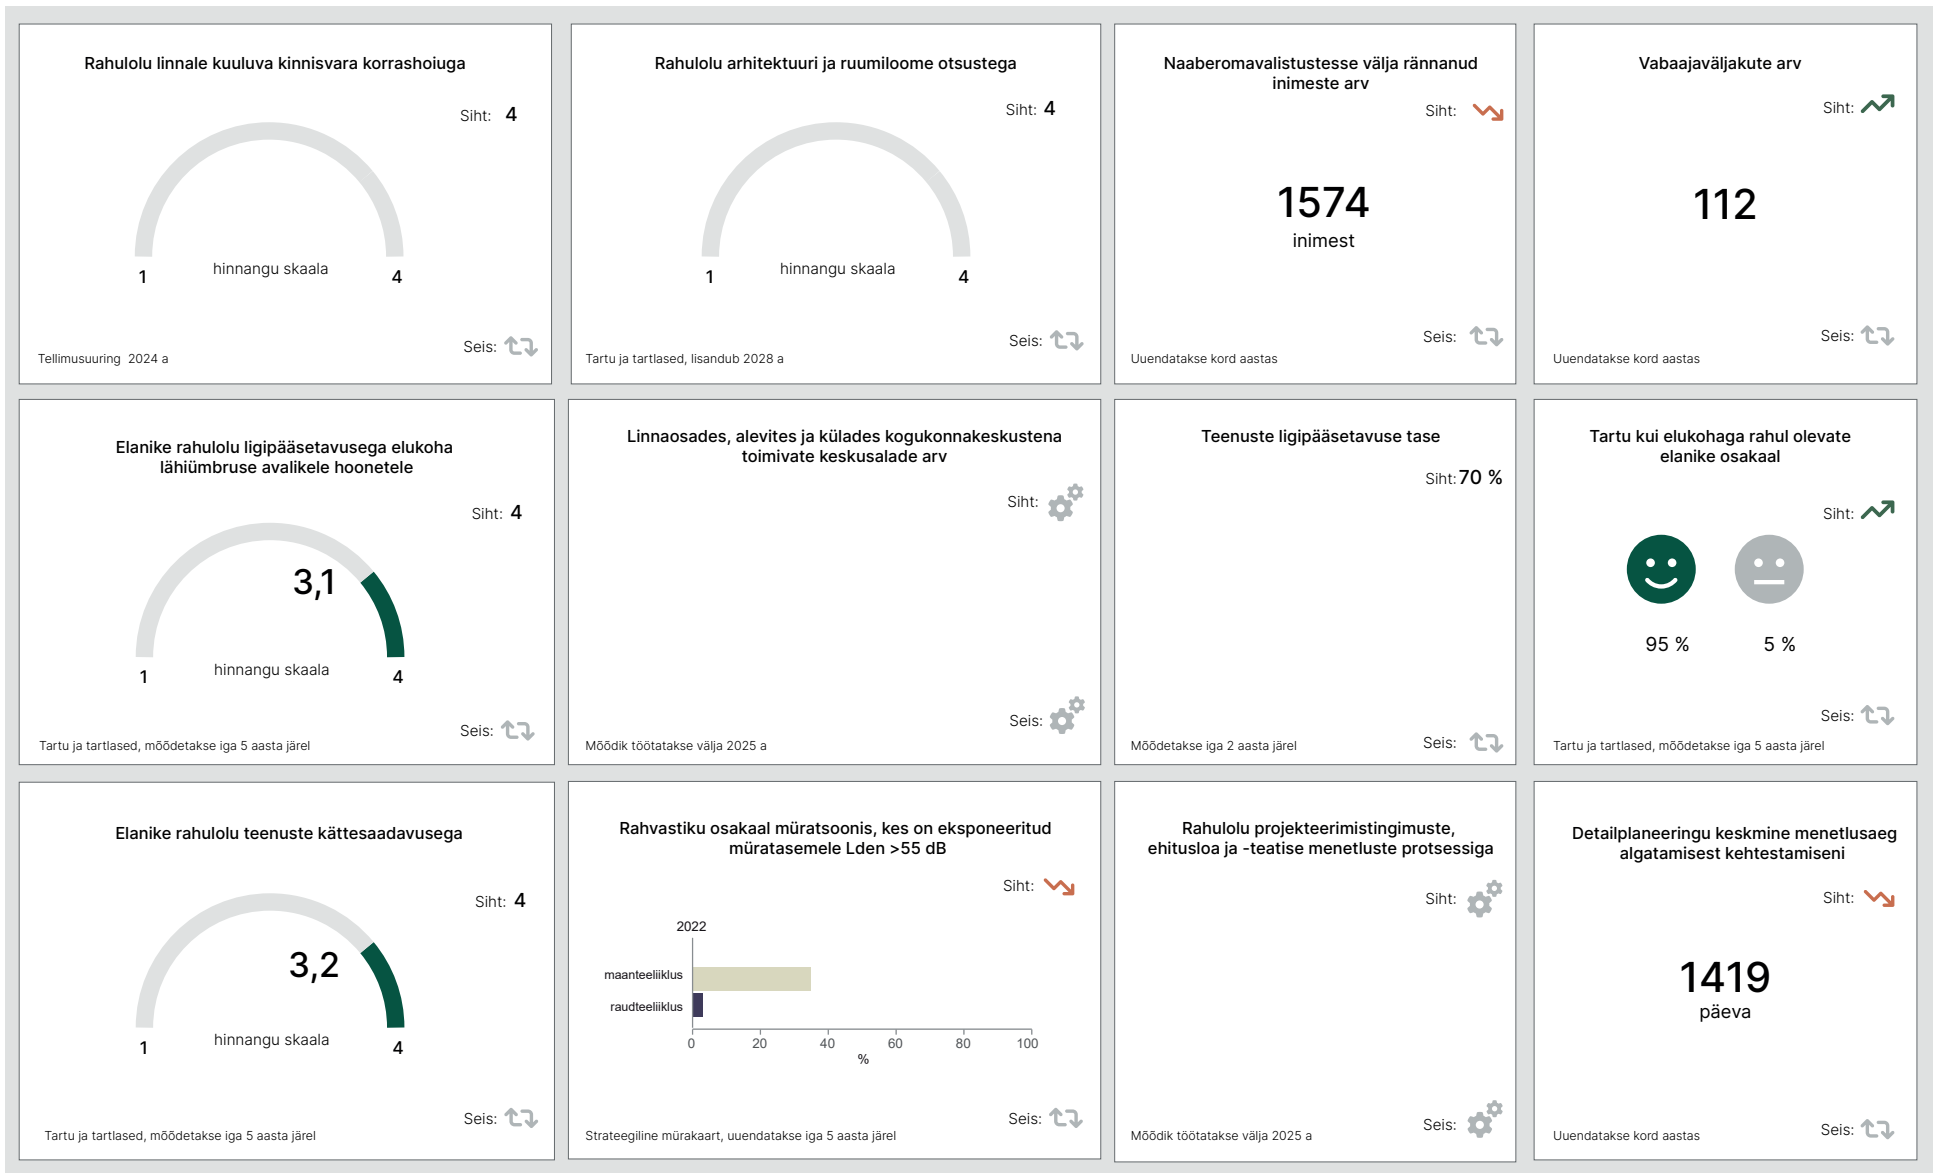 Rahulolu linnale kuuluva kinnisvara korrashoiuga
Siht: 4
1
hinnangu skaala
4
Seis:
Tellimusuuring 2024 a
Rahulolu arhitektuuri ja ruumiloome otsustega
Siht: 4
1
hinnangu skaala
4
Seis:
Tartu ja tartlased, lisandub 2028 a
Naaberomavalistustesse välja rännanud
inimeste arv
Siht:
1574
inimest
Seis:
Uuendatakse kord aastas
Vabaajaväljakute arv
Siht:
112
Seis:
Uuendatakse kord aastas
Elanike rahulolu ligipääsetavusega elukoha
lähiümbruse avalikele hoonetele
Siht: 4
3,1
1
hinnangu skaala
4
Seis:
Tartu ja tartlased, mõõdetakse iga 5 aasta järel
Linnaosades, alevites ja külades kogukonnakeskustena
toimivate keskusalade arv
Siht:
Seis:
Mõõdik töötatakse välja 2025 a
Teenuste ligipääsetavuse tase
Siht: 70 %
Mõõdetakse iga 2 aasta järel
Seis:
Tartu kui elukohaga rahul olevate
elanike osakaal
Siht:
95 %
5 %
Seis:
Tartu ja tartlased, mõõdetakse iga 5 aasta järel
Elanike rahulolu teenuste kättesaadavusega
Siht: 4
3,2
1
hinnangu skaala
4
Seis:
Tartu ja tartlased, mõõdetakse iga 5 aasta järel
Rahvastiku osakaal müratsoonis, kes on eksponeeritud
müratasemele Lden >55 dB
Siht:
2022
maanteeliiklus
raudteeliiklus
0 20 40 60 80 100
%
Seis:
Strateegiline mürakaart, uuendatakse iga 5 aasta järel
Rahulolu projekteerimistingimuste,
ehitusloa ja -teatise menetluste protsessiga
Siht:
Seis:
Mõõdik töötatakse välja 2025 a
Detailplaneeringu keskmine menetlusaeg
algatamisest kehtestamiseni
Siht:
1419
päeva
Seis:
Uuendatakse kord aastas